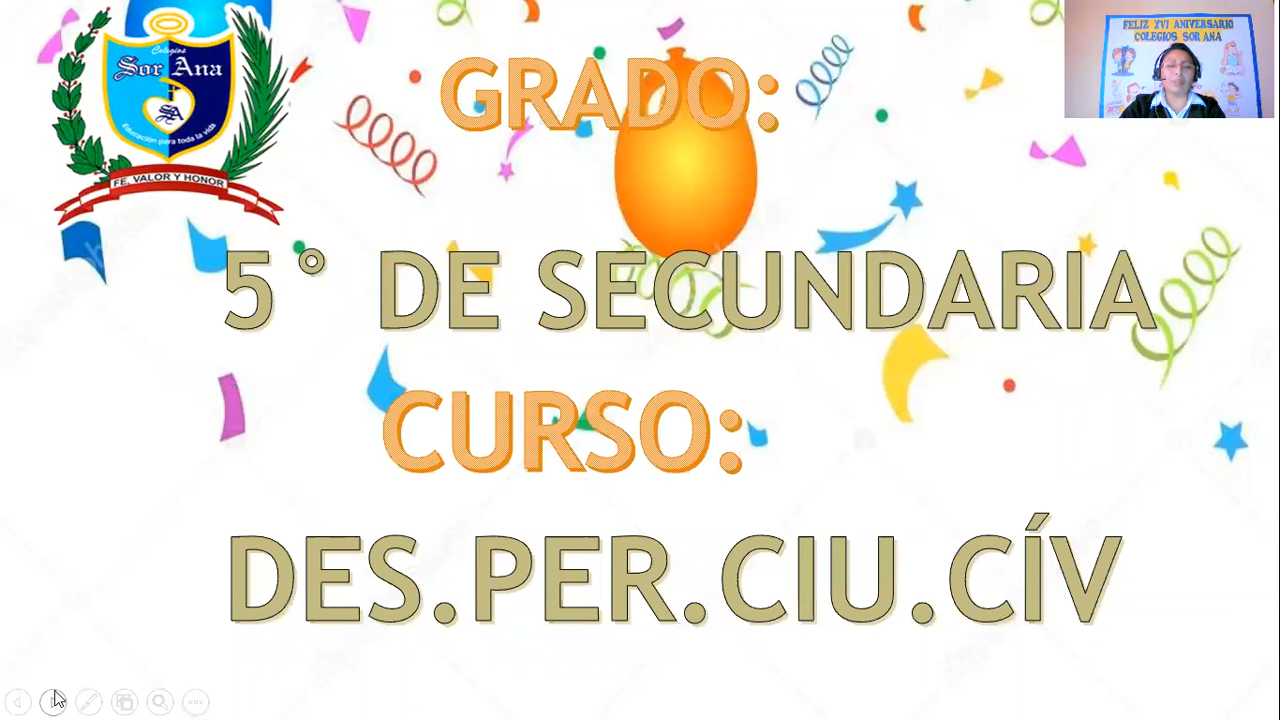 Colegios
Sor Ana
SA
Educación para toda la vida
FE, VALOR Y HONOR
FELIZ XVI ANIVERSARIO
COLEGIOS SOR ANA
GRADO:
5° DE SECUNDARIA
CURSO:
DES.PER.CIU.CÍV